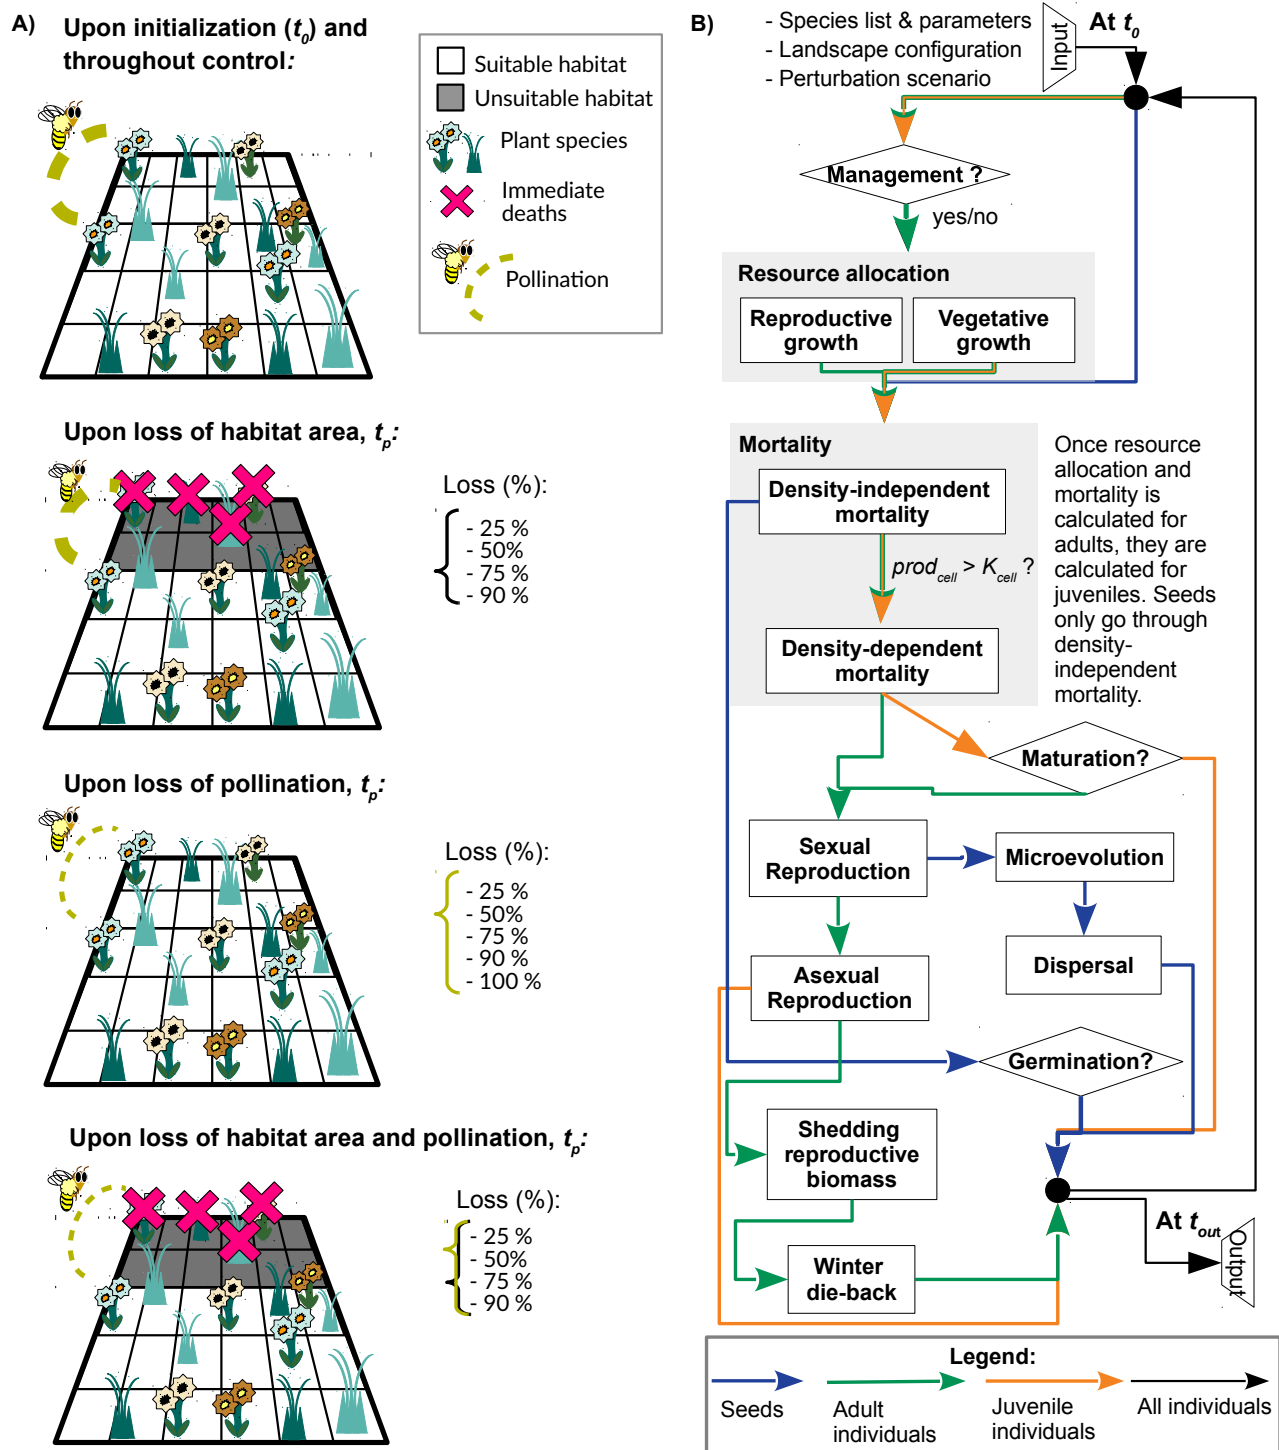 A)
Upon initialization (t0) and
throughout control:
Suitable habitat
Unsuitable habitat
Plant species
Immediate
deaths
Pollination
Upon loss of habitat area, tp:
Loss (%):
- 25 %
- 50%
- 75 %
- 90 %
Upon loss of pollination, tp:
Loss (%):
- 25 %
- 50%
- 75 %
- 90 %
- 100 %
Upon loss of habitat area and pollination, tp:
Loss (%):
- 25 %
- 50%
- 75 %
- 90 %
B)
- Species list & parameters
- Landscape configuration
- Perturbation scenario
Input
At t0
Management ?
yes/no
Resource allocation
Reproductive
growth
Vegetative
growth
Mortality
Density-independent
mortality
prodcell > Kcell ?
Density-dependent
mortality
Once resource
allocation and
mortality is
calculated for
adults, they are
calculated for
juveniles. Seeds
only go through
density-
independent
mortality.
Maturation?
Sexual
Reproduction
Microevolution
Dispersal
Asexual
Reproduction
Germination?
Shedding
reproductive
biomass
Winter
die-back
At tout
Output
Legend:
Seeds
Adult
individuals
Juvenile
individuals
All individuals